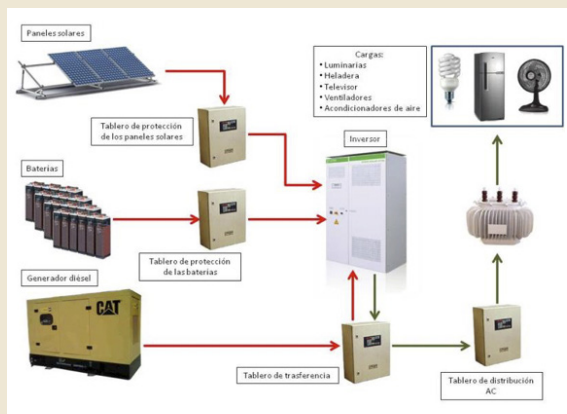 Paneles solares
Cargas:
• Luminarias
• Heladera
• Televisor
• Ventiladores
• Acondicionadores de aire
Tablero de protección
de los paneles solares
Inversor
Baterías
Tablero de protección
de las baterías
Generador diésel
CAT
Tablero de trasferencia
Tablero de distribución
AC